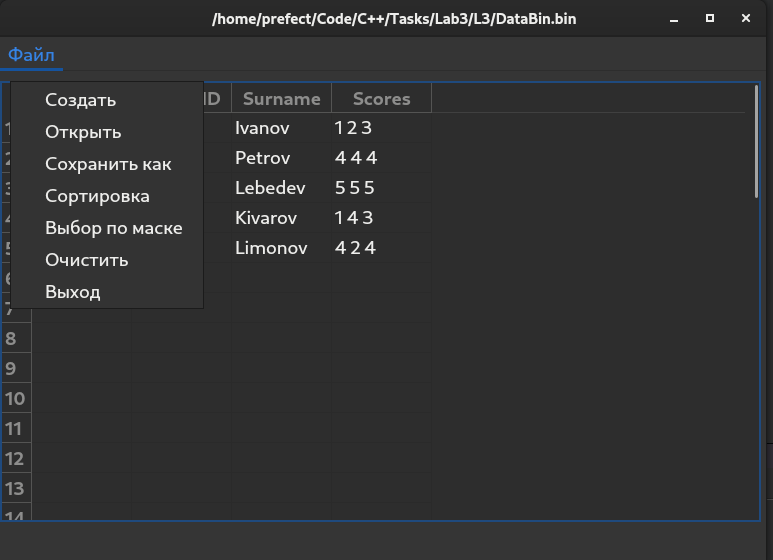 /home/prefect/Code/C++/Tasks/Lab3/L3/DataBin.bin
Файл
ID Surname Scores
Создать
Открыть
Сохранить как
Сортировка
Выбор по маске
Очистить
Выход
1 Ivanov 1 2 3
2 Petrov 4 4 4
3 Lebedev 5 5 5
4 Kivarov 1 4 3
5 Limonov 4 2 4
6
7
8
9
10
11
12
13
14